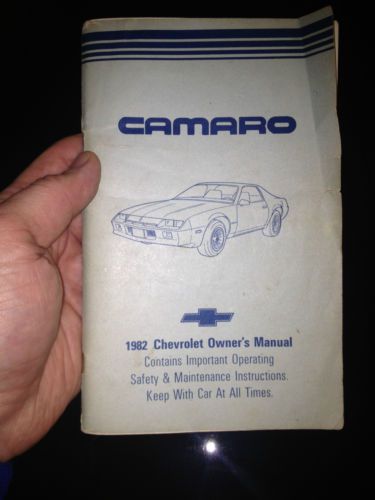 CAMARO
1982 Chevrolet Owner's Manual
Contains Important Operating
Safety & Maintenance Instructions.
Keep With Car At All Times.